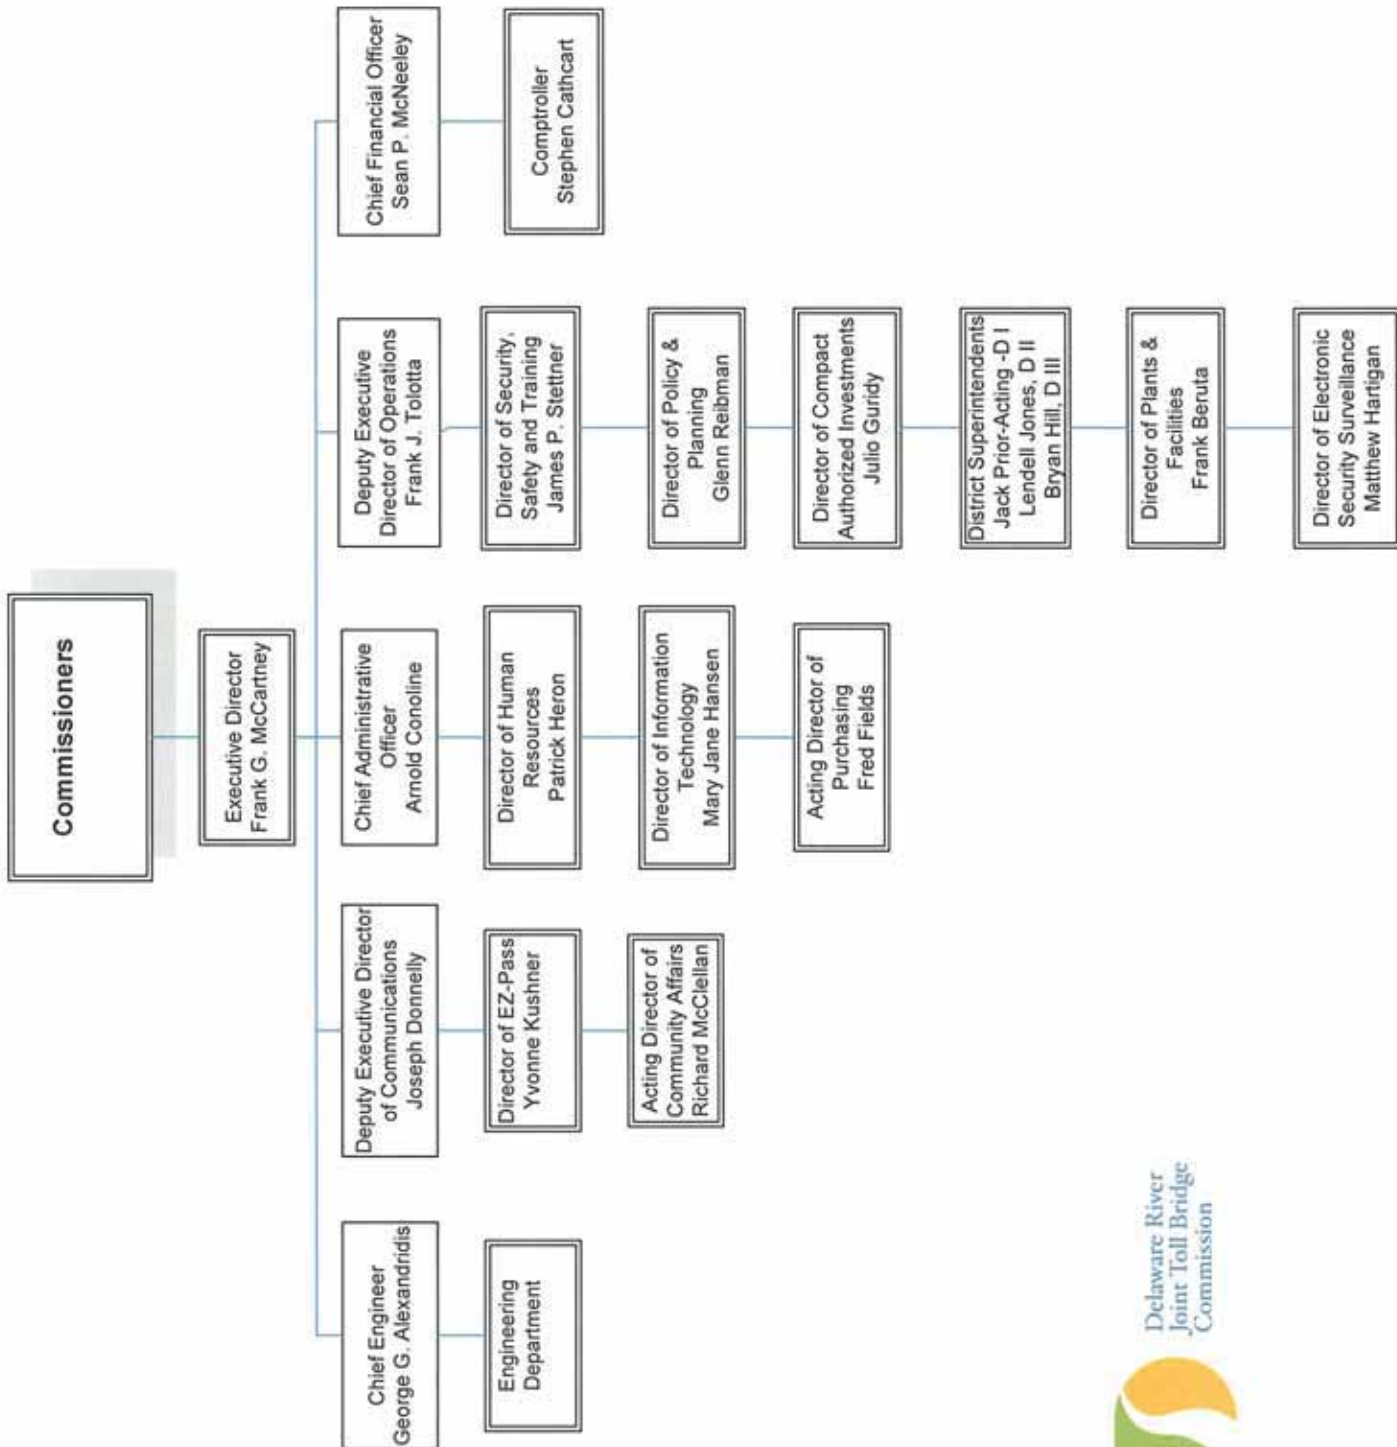 Commissioners
Executive Director
Frank G. McCartney
Chief Engineer
George G. Alexandridis
Engineering
Department
Deputy Executive Director
of Communications
Joseph Donnelly
Director of EZ-Pass
Yvonne Kushner
Acting Director of
Community Affairs
Richard McClellan
Chief Administrative
Officer
Arnold Conoline
Director of Human
Resources
Patrick Heron
Director of Information
Technology
Mary Jane Hansen
Acting Director of
Purchasing
Fred Fields
Deputy Executive
Director of Operations
Frank J. Tolotta
Director of Security,
Safety and Training
James P. Stettner
Director of Policy &
Planning
Glenn Reibman
Director of Compact
Authorized Investments
Julio Guridy
District Superintendents
Jack Prior-Acting -D I
Lendell Jones, D II
Bryan Hill, D III
Director of Plants &
Facilities
Frank Beruta
Director of Electronic
Security Surveillance
Matthew Hartigan
Chief Financial Officer
Sean P. McNeeley
Comptroller
Stephen Cathcart
Delaware River
Joint Toll Bridge
Commission